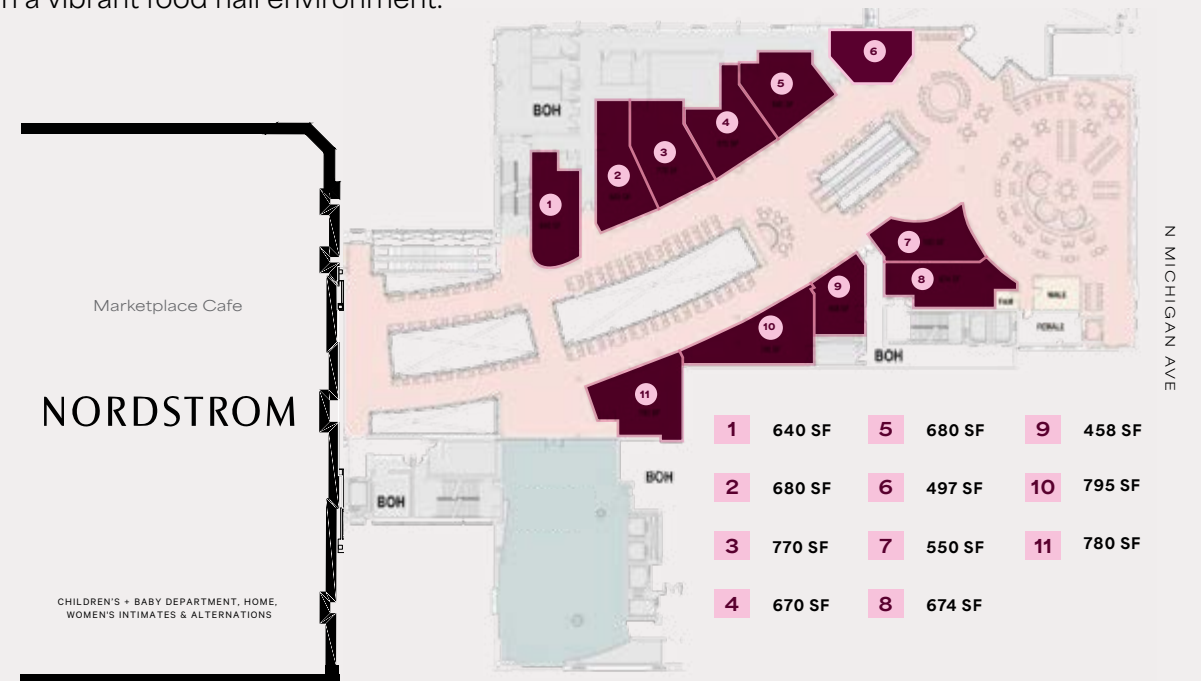 n a vibrant food hall environment.
6
5
BOH
4
3
2
1
7
8
9
FAM
MALE
FEMALE
10
BOH
11
N MICHIGAN AVE
Marketplace Cafe
NORDSTROM
BOH
BOH
CHILDREN'S + BABY DEPARTMENT, HOME,
WOMEN'S INTIMATES & ALTERNATIONS
1 640 SF
2 680 SF
3 770 SF
4 670 SF
5 680 SF
6 497 SF
7 550 SF
8 674 SF
9 458 SF
10 795 SF
11 780 SF